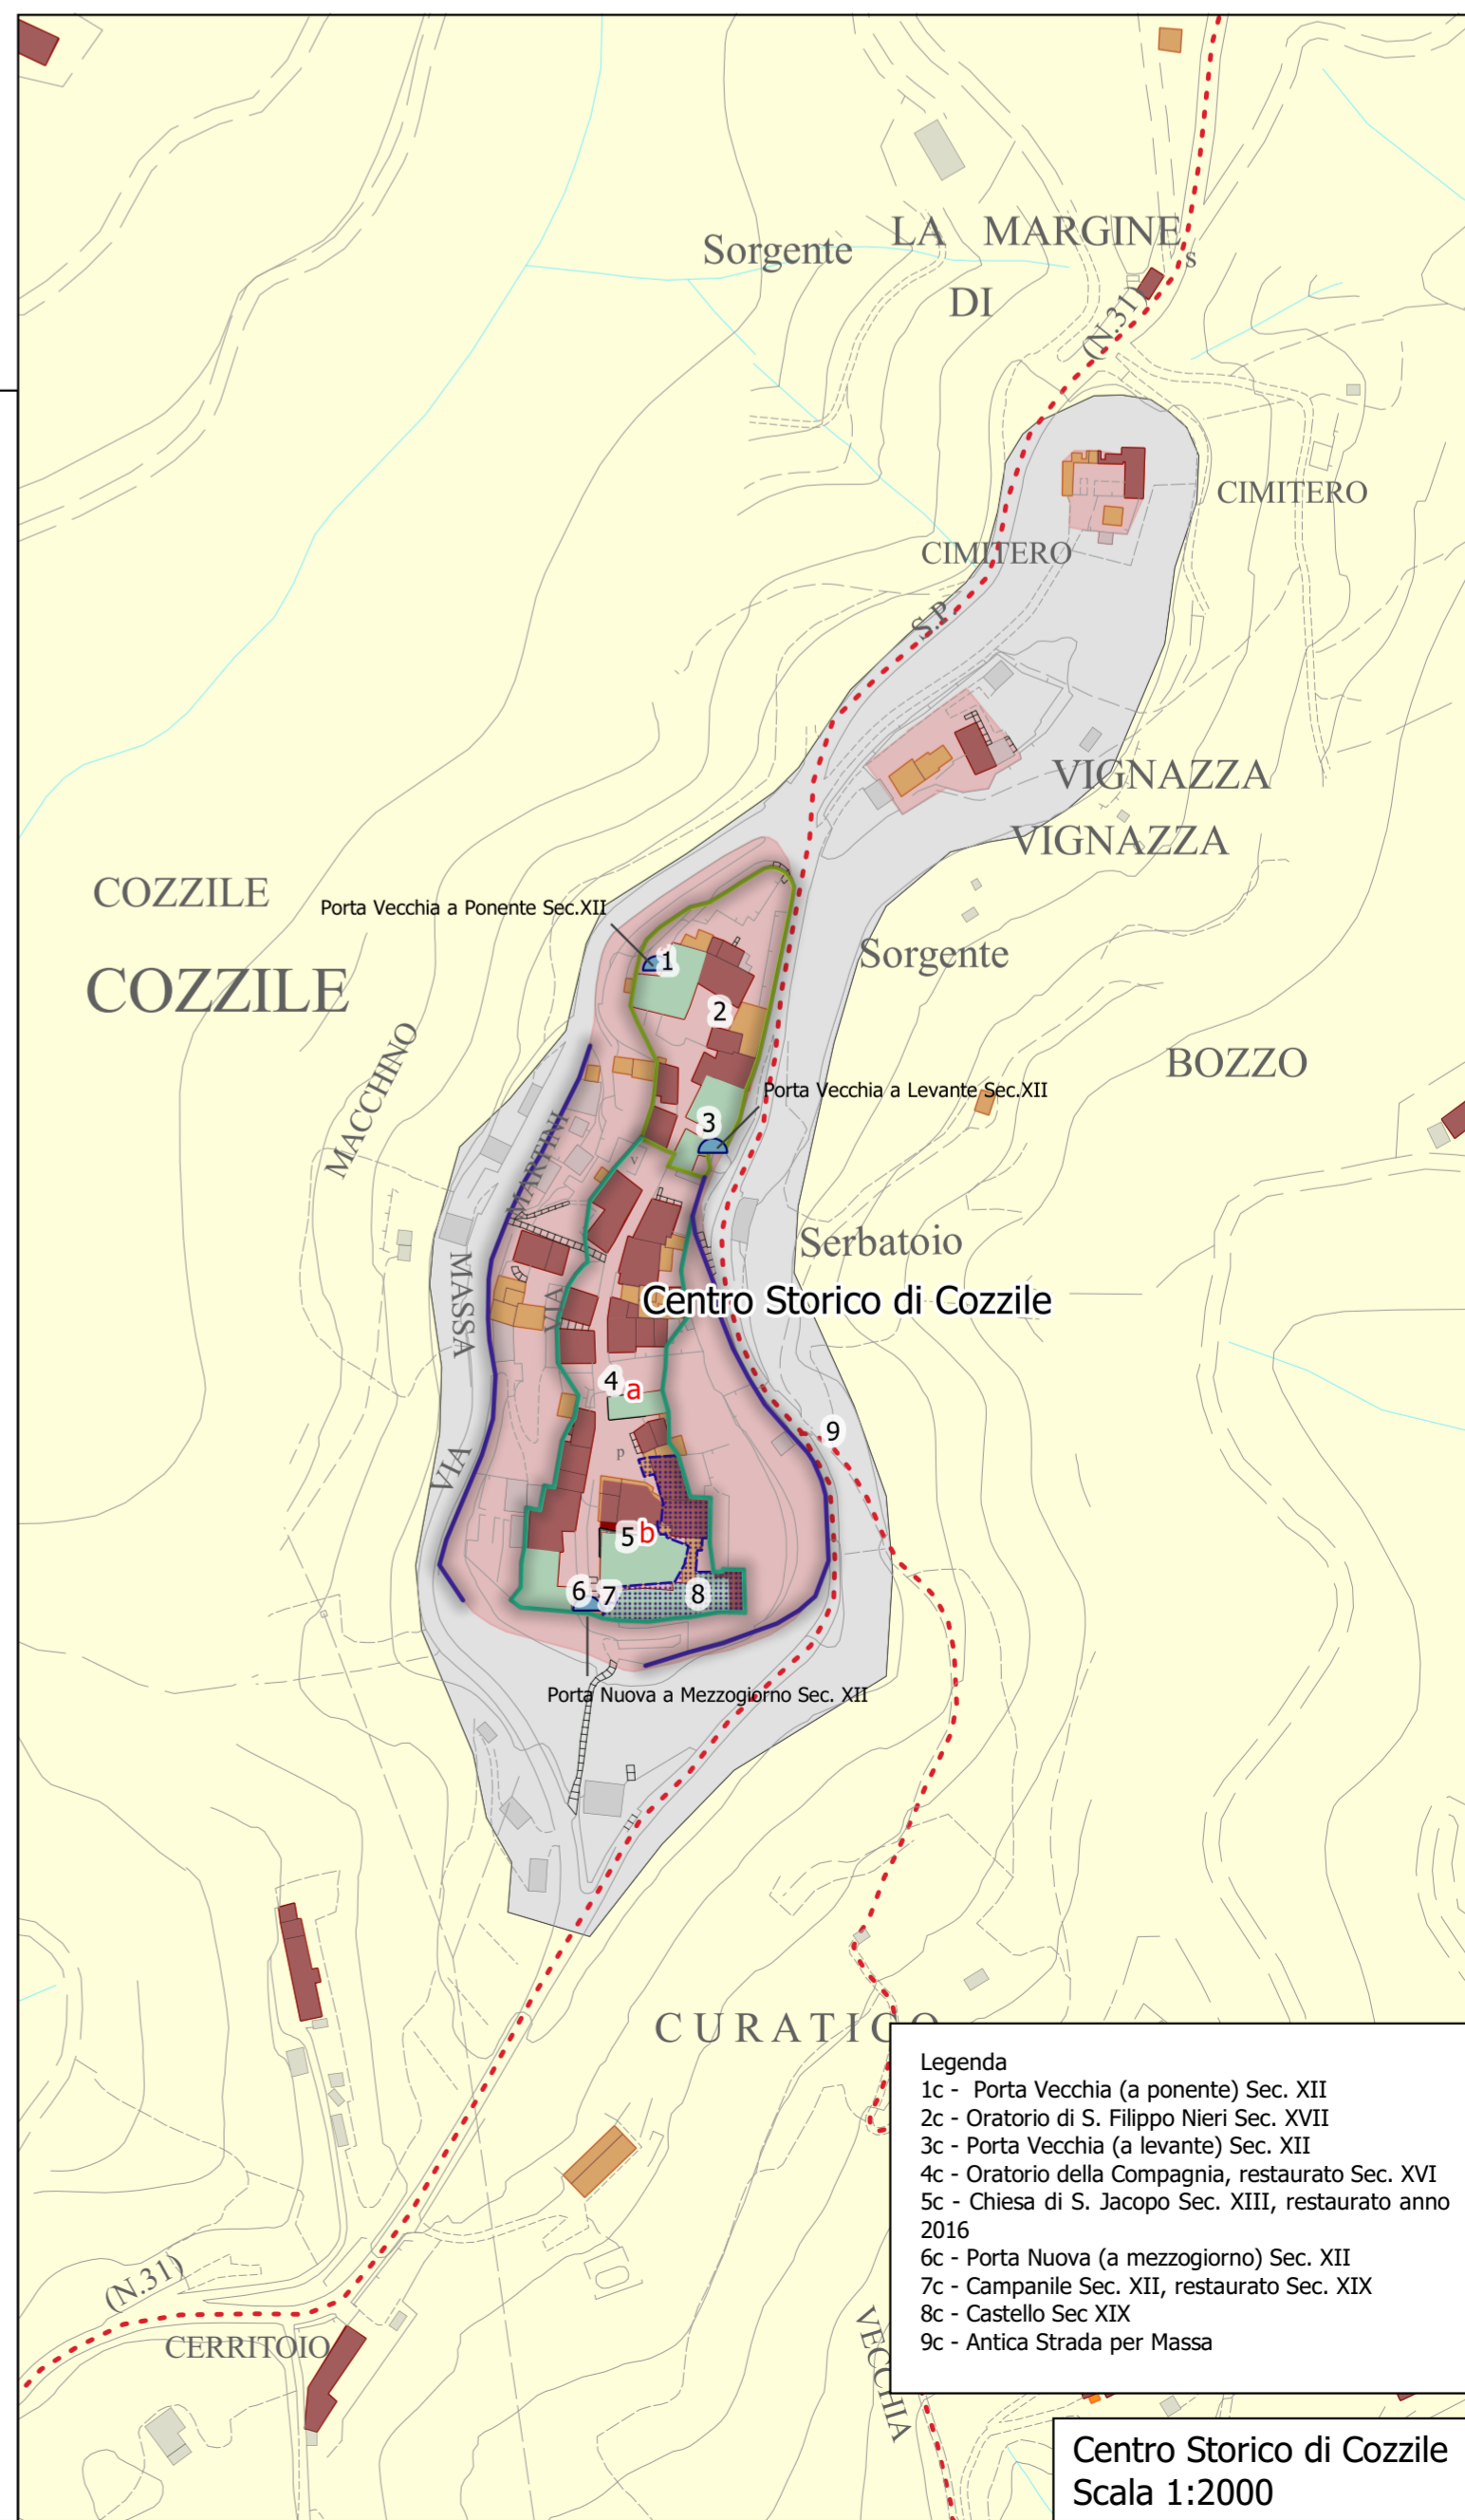 LA MARGINE
Sorgente
s
DI
(N.31)
CIMITERO
CIMITERO
S.P.
VIGNAZZA
VIGNAZZA
COZZILE
Porta Vecchia a Ponente Sec.XII
COZZILE
1
Sorgente
2
MACCHINO
BOZZO
Porta Vecchia a Levante Sec.XII
3
MARTINI
Serbatoio
MASSA
VIA
Centro Storico di Cozzile
4
a
9
VIA
p
5
b
6
7
8
Porta Nuova a Mezzogiorno Sec. XII
CURATICO
Legenda
1c - Porta Vecchia (a ponente) Sec. XII
2c - Oratorio di S. Filippo Nieri Sec. XVII
3c - Porta Vecchia (a levante) Sec. XII
4c - Oratorio della Compagnia, restaurato Sec. XVI
5c - Chiesa di S. Jacopo Sec. XIII, restaurato anno
2016
6c - Porta Nuova (a mezzogiorno) Sec. XII
7c - Campanile Sec. XII, restaurato Sec. XIX
8c - Castello Sec XIX
9c - Antica Strada per Massa
(N.31)
CERRITOIO
VECCHIA
Centro Storico di Cozzile
Scala 1:2000